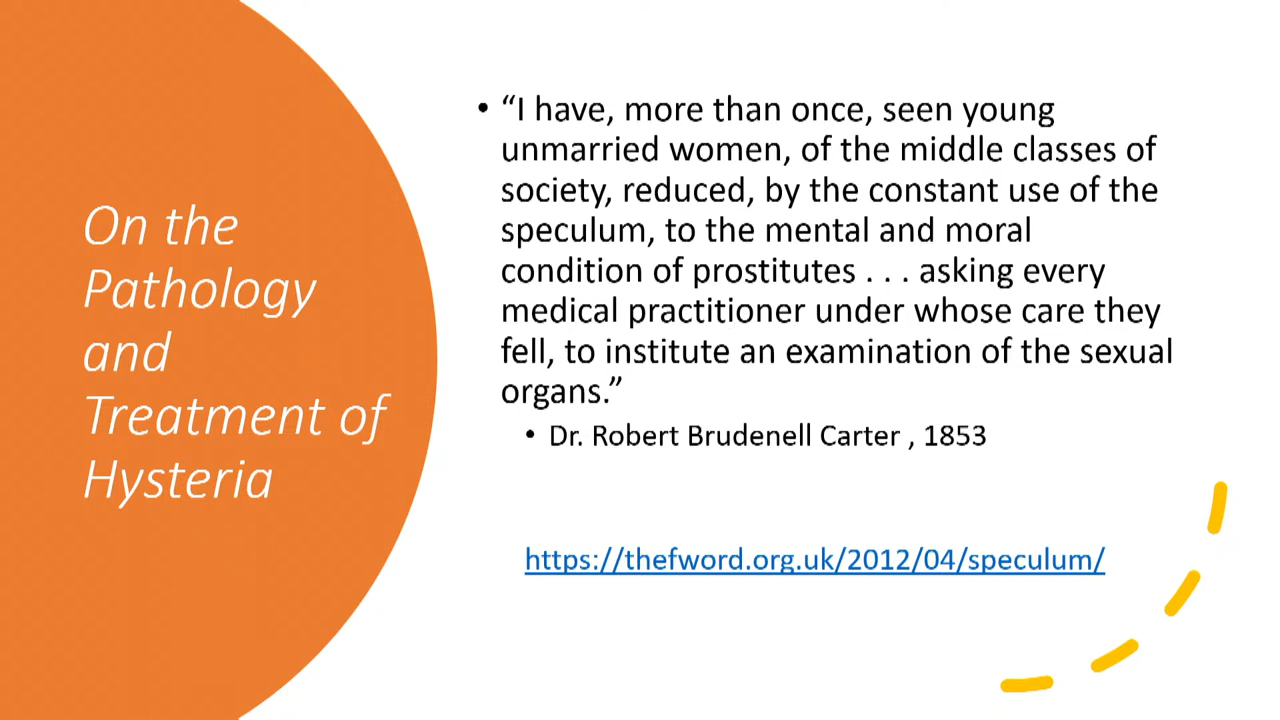 On the
Pathology
and
Treatment of
Hysteria
• “I have, more than once, seen young
unmarried women, of the middle classes of
society, reduced, by the constant use of the
speculum, to the mental and moral
condition of prostitutes . . . asking every
medical practitioner under whose care they
fell, to institute an examination of the sexual
organs.”
• Dr. Robert Brudenell Carter , 1853
https://thefword.org.uk/2012/04/speculum/